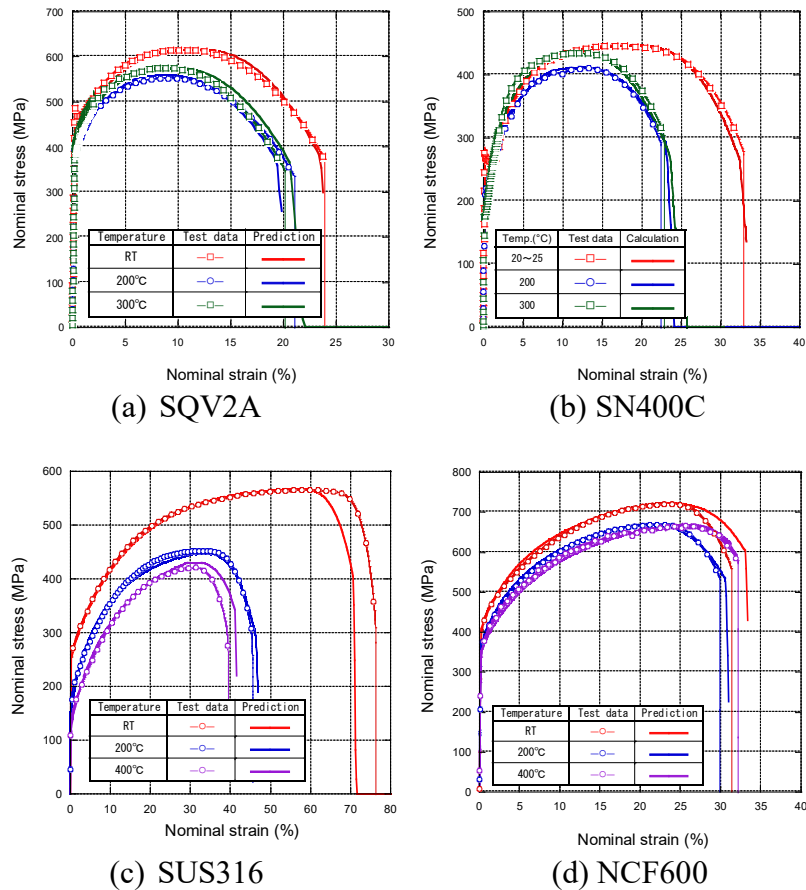 700
600
500
400
300
200
100
0
Nominal stress (MPa)
Temperature Test data Prediction
RT
200℃
300℃
0 5 10 15 20 25 30
Nominal strain (%)
(a) SQV2A
500
400
300
200
100
0
Nominal stress (MPa)
Temp.(°C) Test data Calculation
20～25
200
300
0 5 10 15 20 25 30 35 40
Nominal strain (%)
(b) SN400C
600
500
400
300
200
100
0
Nominal stress (MPa)
Temperature Test data Prediction
RT
200℃
400℃
0 10 20 30 40 50 60 70 80
Nominal strain (%)
(c) SUS316
800
700
600
500
400
300
200
100
0
Nominal stress (MPa)
Temperature Test data Prediction
RT
200℃
400℃
0 5 10 15 20 25 30 35 40
Nominal strain (%)
(d) NCF600